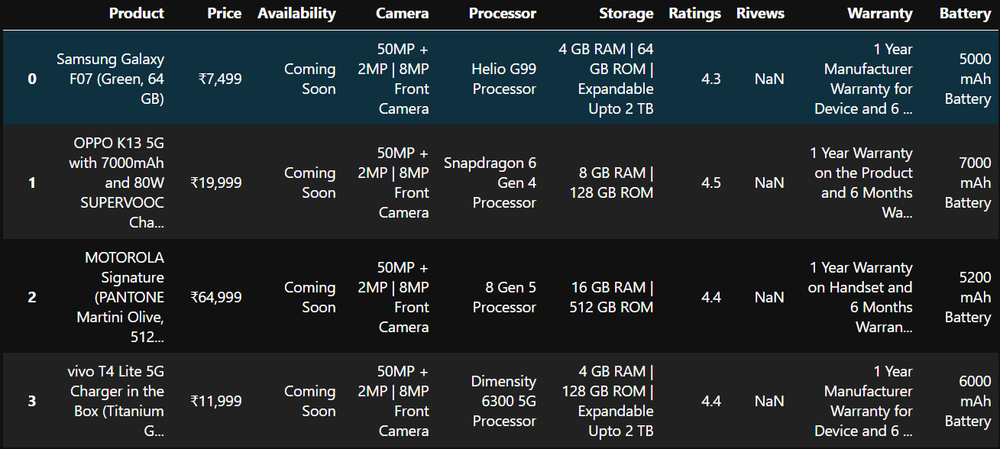 Product Price Availability Camera Processor Storage Ratings Rivews Warranty Battery
0 Samsung Galaxy F07 (Green, 64 GB) ₹7,499 Coming Soon 50MP + 2MP | 8MP Front Camera Helio G99 Processor 4 GB RAM | 64 GB ROM | Expandable Upto 2 TB 4.3 NaN 1 Year Manufacturer Warranty for Device and 6 ... 5000 mAh Battery
1 OPPO K13 5G with 7000mAh and 80W SUPERVOOC Cha... ₹19,999 Coming Soon 50MP + 2MP | 8MP Front Camera Snapdragon 6 Gen 4 Processor 8 GB RAM | 128 GB ROM 4.5 NaN 1 Year Warranty on the Product and 6 Months Wa... 7000 mAh Battery
2 MOTOROLA Signature (PANTONE Martini Olive, 512... ₹64,999 Coming Soon 50MP + 2MP | 8MP Front Camera 8 Gen 5 Processor 16 GB RAM | 512 GB ROM 4.4 NaN 1 Year Warranty on Handset and 6 Months Warran... 5200 mAh Battery
3 vivo T4 Lite 5G Charger in the Box (Titanium G... ₹11,999 Coming Soon 50MP + 2MP | 8MP Front Camera Dimensity 6300 5G Processor 4 GB RAM | 128 GB ROM | Expandable Upto 2 TB 4.4 NaN 1 Year Manufacturer Warranty for Device and 6 ... 6000 mAh Battery